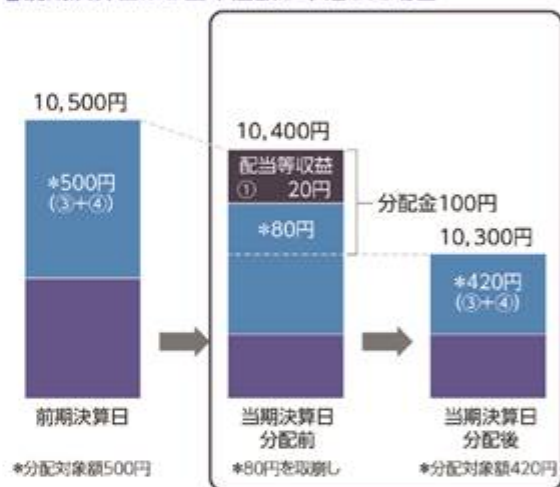 10,500円
*500円
(③+④)
前期決算日
*分配対象額500円
10,400円
配当等収益
① 20円
*80円
分配金100円
当期決算日
分配前
*80円を取崩し
10,300円
*420円
(③+④)
当期決算日
分配後
*分配対象額420円